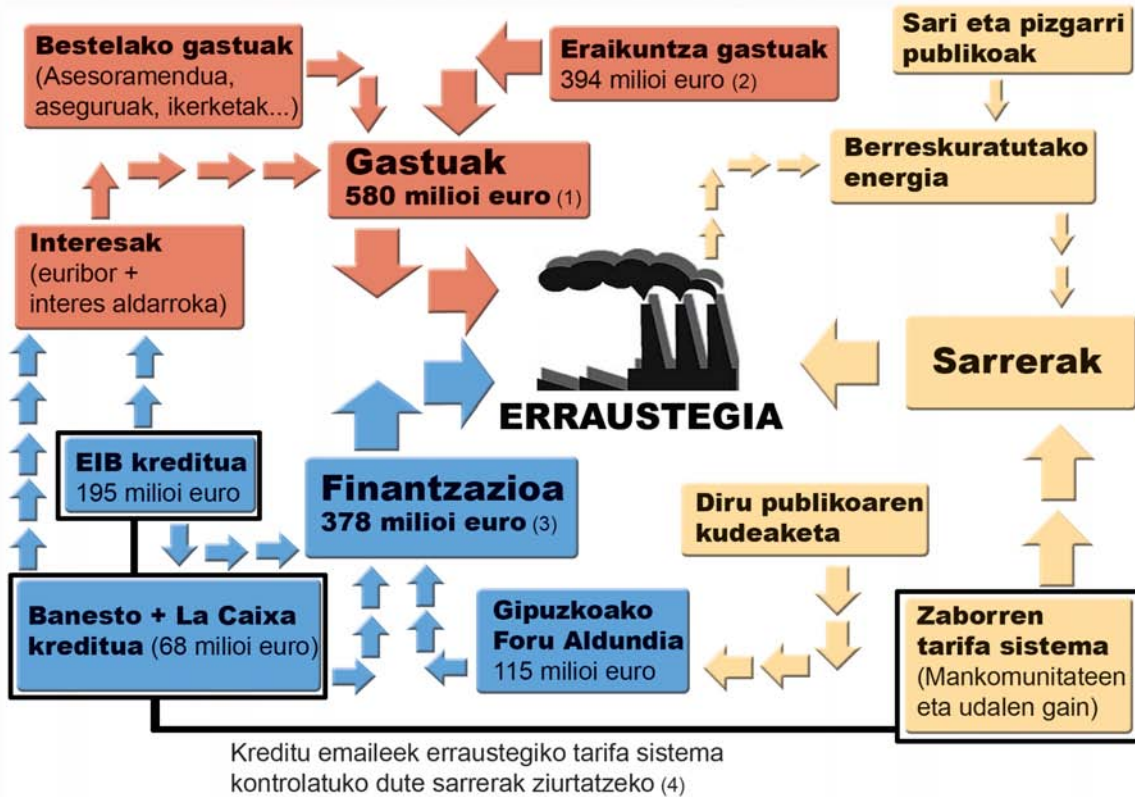 Bestelako gastuak
(Asesoramendua,
aseguruak, ikerketak...)
Eraikuntza gastuak
394 milioi euro (2)
Sari eta pizgarri
publikoak
Gastuak
580 milioi euro (1)
Berreskuratutako
energia
Interesak
(euribor +
interes aldarroka)
Sarrerak
ERRAUSTEGIA
EIB kreditua
195 milioi euro
Finantzazioa
378 milioi euro (3)
Diru publikoaren
kudeaketa
Banesto + La Caixa
kreditua (68 milioi euro)
Gipuzkoako
Foru Aldundia
115 milioi euro
Zaborren
tarifa sistema
(Mankomunitateen
eta udalen gain)
Kreditu emaileek erraustegiko tarifa sistema
kontrolatuko dute sarrerak ziurtatzeko (4)